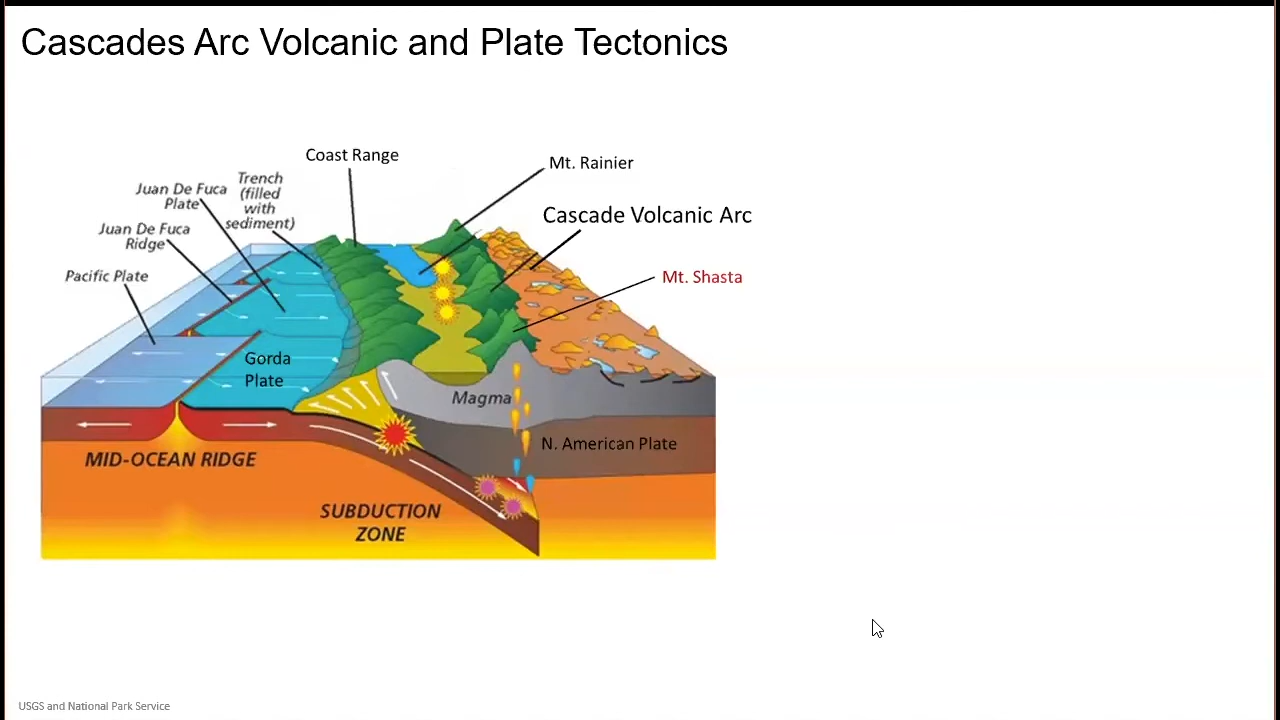 Cascades Arc Volcanic and Plate Tectonics
Coast Range
Mt. Rainier
Trench
(filled
with
sediment)
Juan De Fuca
Plate
Cascade Volcanic Arc
Juan De Fuca
Ridge
Pacific Plate
Mt. Shasta
Gorda
Plate
Magma
N. American Plate
MID-OCEAN RIDGE
SUBDUCTION
ZONE
USGS and National Park Service